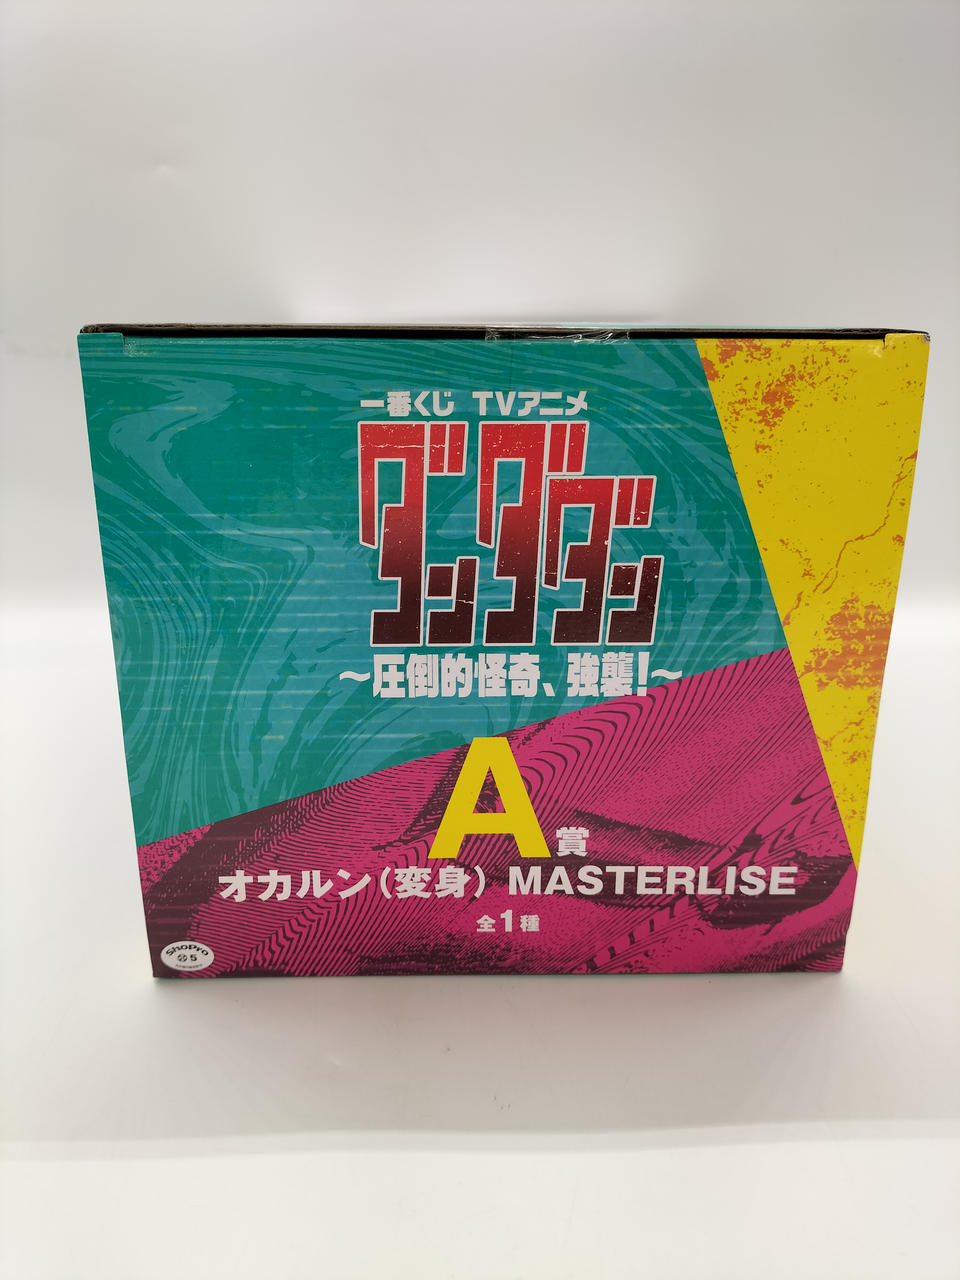 一番くじ TVアニメ
ダンダダン
～圧倒的怪奇、強襲！～
A賞
オカルン（変身） MASTERLISE
全1種
ShoPro
5